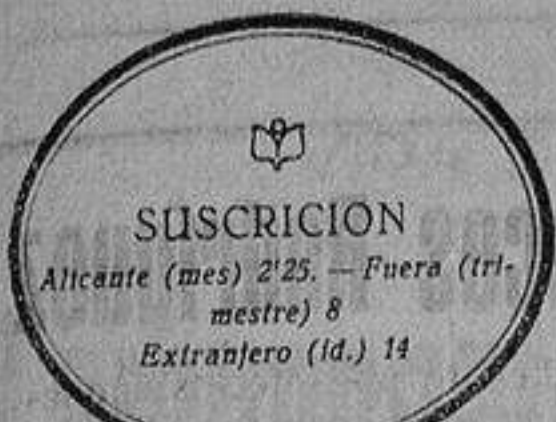 SUSCRICION
Alicante (mes) 2'25. — Fuera (tri-
mestre) 8
Extranjero (id.) 14